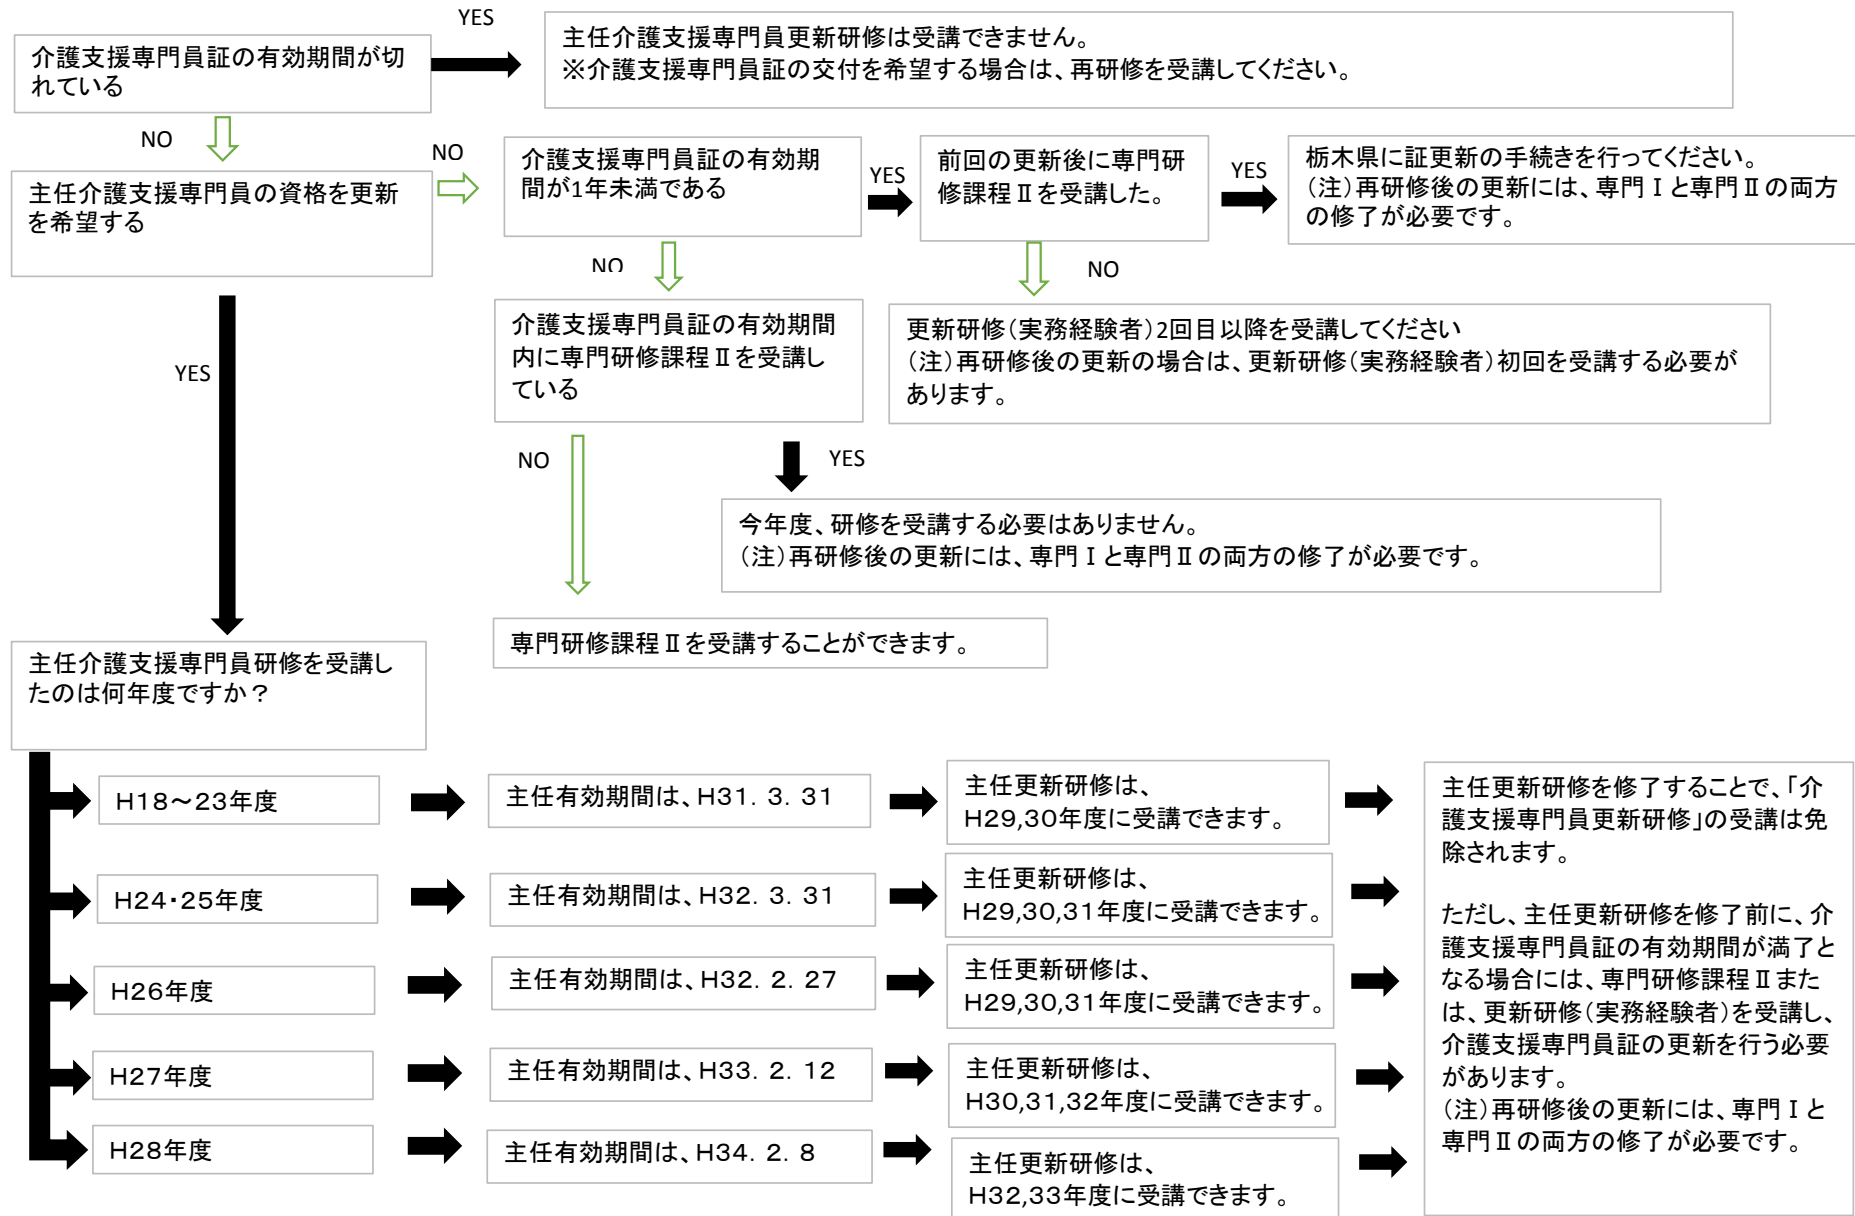 YES
介護支援専門員証の有効期間が切
れている
主任介護支援専門員更新研修は受講できません。
※介護支援専門員証の交付を希望する場合は、再研修を受講してください。
NO
NO
主任介護支援専門員の資格を更新
を希望する
介護支援専門員証の有効期
間が1年未満である
YES
前回の更新後に専門研
修課程Ⅱを受講した。
YES
栃木県に証更新の手続きを行ってください。
（注）再研修後の更新には、専門Ⅰと専門Ⅱの両方
の修了が必要です。
NO
NO
介護支援専門員証の有効期間
内に専門研修課程Ⅱを受講し
ている
更新研修（実務経験者）2回目以降を受講してください
（注）再研修後の更新の場合は、更新研修（実務経験者）初回を受講する必要が
あります。
YES
NO
YES
今年度、研修を受講する必要はありません。
（注）再研修後の更新には、専門Ⅰと専門Ⅱの両方の修了が必要です。
専門研修課程Ⅱを受講することができます。
主任介護支援専門員研修を受講し
たのは何年度ですか？
H18～23年度
主任有効期間は、H31．3．31
主任更新研修は、
H29,30年度に受講できます。
H24・25年度
主任有効期間は、H32．3．31
主任更新研修は、
H29,30,31年度に受講できます。
H26年度
主任有効期間は、H32．2．27
主任更新研修は、
H29,30,31年度に受講できます。
H27年度
主任有効期間は、H33．2．12
主任更新研修は、
H30,31,32年度に受講できます。
H28年度
主任有効期間は、H34．2．8
主任更新研修は、
H32,33年度に受講できます。
主任更新研修を修了することで、「介
護支援専門員更新研修」の受講は免
除されます。
ただし、主任更新研修を修了前に、介
護支援専門員証の有効期間が満了と
なる場合には、専門研修課程Ⅱまた
は、更新研修（実務経験者）を受講し、
介護支援専門員証の更新を行う必要
があります。
（注）再研修後の更新には、専門Ⅰと
専門Ⅱの両方の修了が必要です。